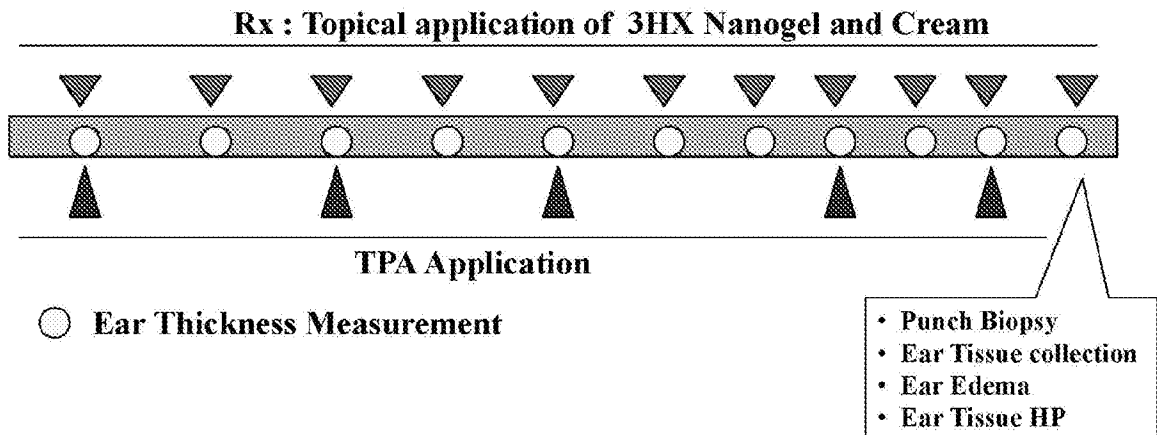 Rx : Topical application of 3HX Nanogel and Cream
TPA Application
Ear Thickness Measurement
• Punch Biopsy
• Ear Tissue collection
• Ear Edema
• Ear Tissue HP